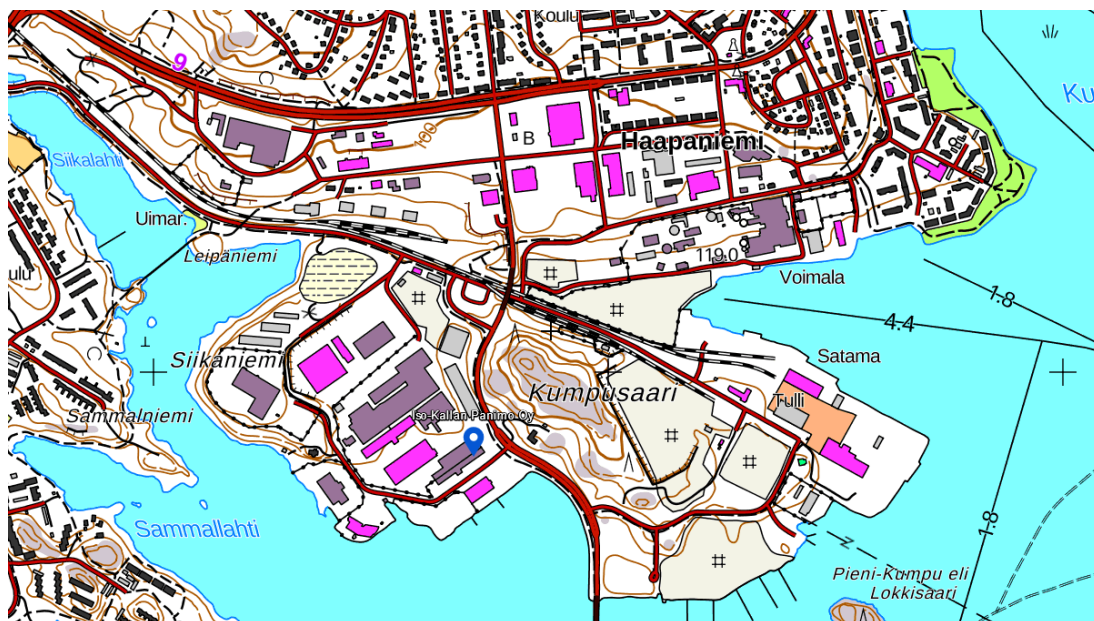 Koulu
9
Ku
100
B
Haapaniemi
Siikalahti
Uimar.
Leipäniemi
119.0
Voimala
ulu
1.8
4.4
Siikaniemi
Kumpusaari
Satama
Tulli
Sammalniemi
Iso-Kallan Panimo Oy
Sammallahti
1.8
Pieni-Kumpu eli
Lokkisaari